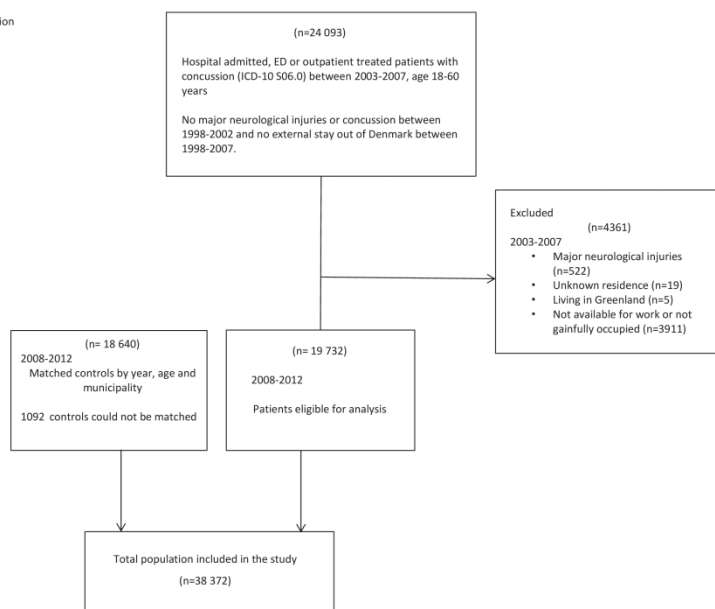 (n=24 093)
Hospital admitted, ED or outpatient treated patients with
concussion (ICD-10 S06.0) between 2003-2007, age 18-60
years
No major neurological injuries or concussion between
1998-2002 and no external stay out of Denmark between
1998-2007.
Excluded
(n=4361)
2003-2007
• Major neurological injuries
(n=522)
• Unknown residence (n=19)
• Living in Greenland (n=5)
• Not available for work or not
gainfully occupied (n=3911)
(n= 18 640)
2008-2012
Matched controls by year, age and
municipality
1092 controls could not be matched
(n= 19 732)
2008-2012
Patients eligible for analysis
Total population included in the study
(n=38 372)